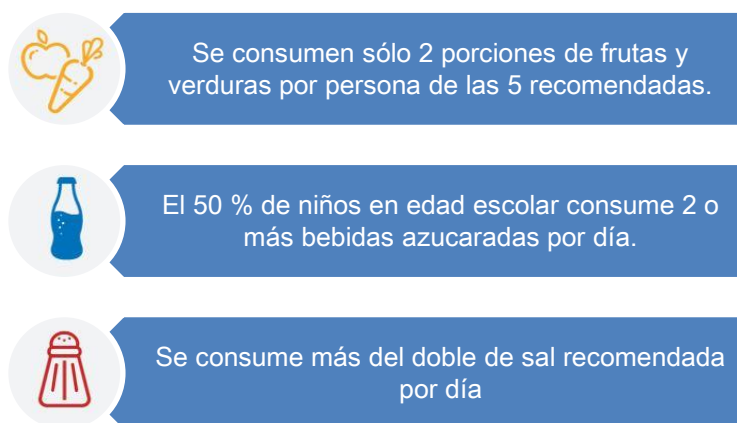 Se consumen sólo 2 porciones de frutas y
verduras por persona de las 5 recomendadas.
El 50 % de niños en edad escolar consume 2 o
más bebidas azucaradas por día.
Se consume más del doble de sal recomendada
por día